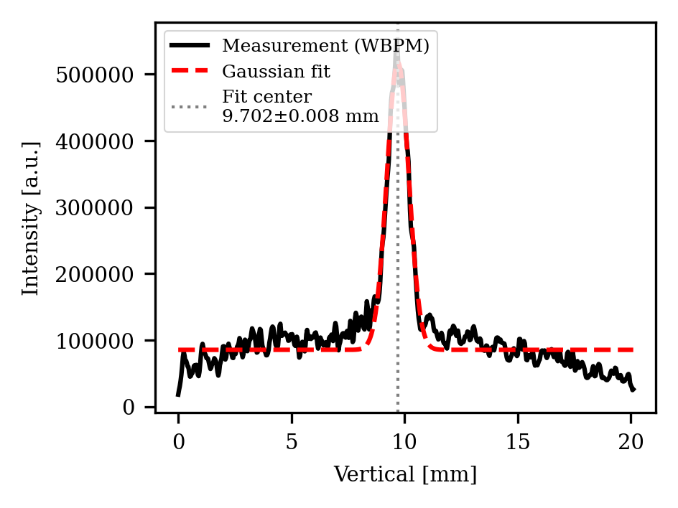 Measurement (WBPM)
Gaussian fit
Fit center
9.702±0.008 mm
Intensity [a.u.]
500000
400000
300000
200000
100000
0
0 5 10 15 20
Vertical [mm]